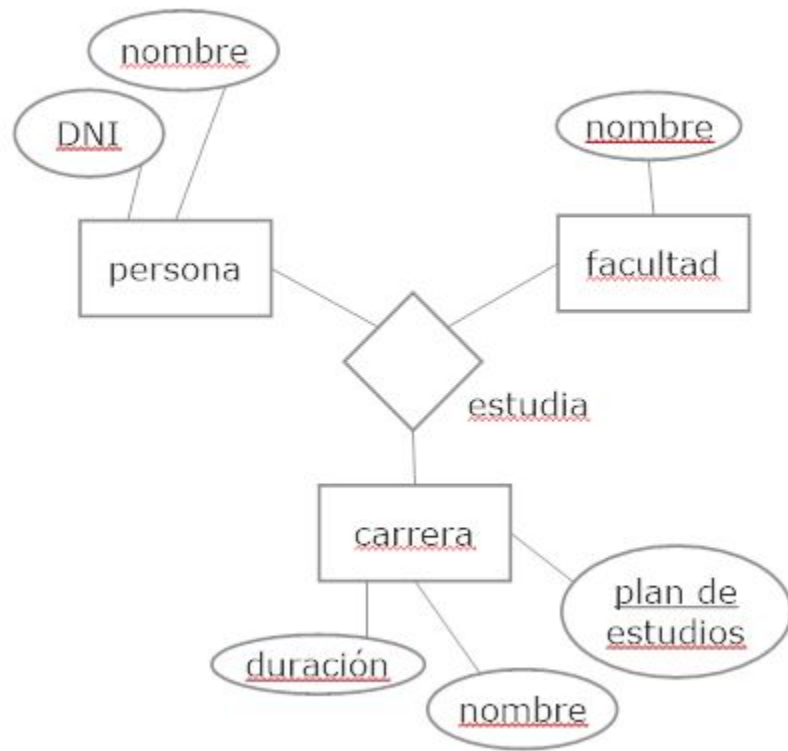 nombre
DNI
nombre
persona
facultad
estudia
carrera
plan de
estudios
duración
nombre